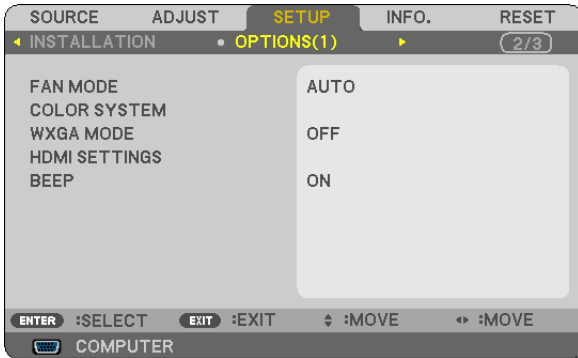 SOURCE ADJUST SETUP INFO. RESET
INSTALLATION • OPTIONS(1) 2/3
FAN MODE AUTO
COLOR SYSTEM
WXGA MODE OFF
HDMI SETTINGS
BEEP ON
ENTER :SELECT EXIT :EXIT :MOVE :MOVE
COMPUTER